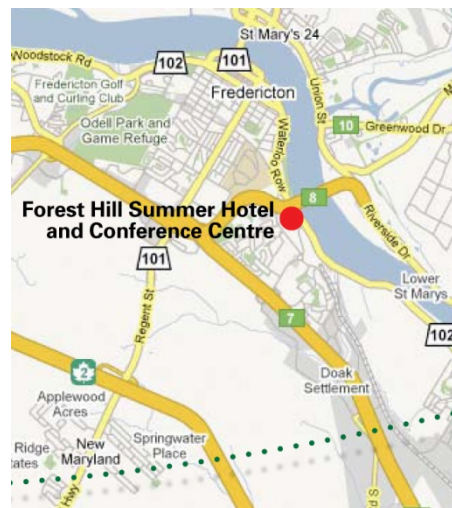 St Mary's 24
Woodstock Rd
102
101
Fredericton Golf
and Curling Club
Fredericton
Union St
Odell Park and
Game Refuge
Waterloo Row
10
Greenwood Dr
8
Forest Hill Summer Hotel
and Conference Centre
Riverside Dr
101
Lower
St Marys
Regent St
7
102
2
Doak
Settlement
Applewood
Acres
Ridge
New
Maryland
Springwater
Place
Hwy